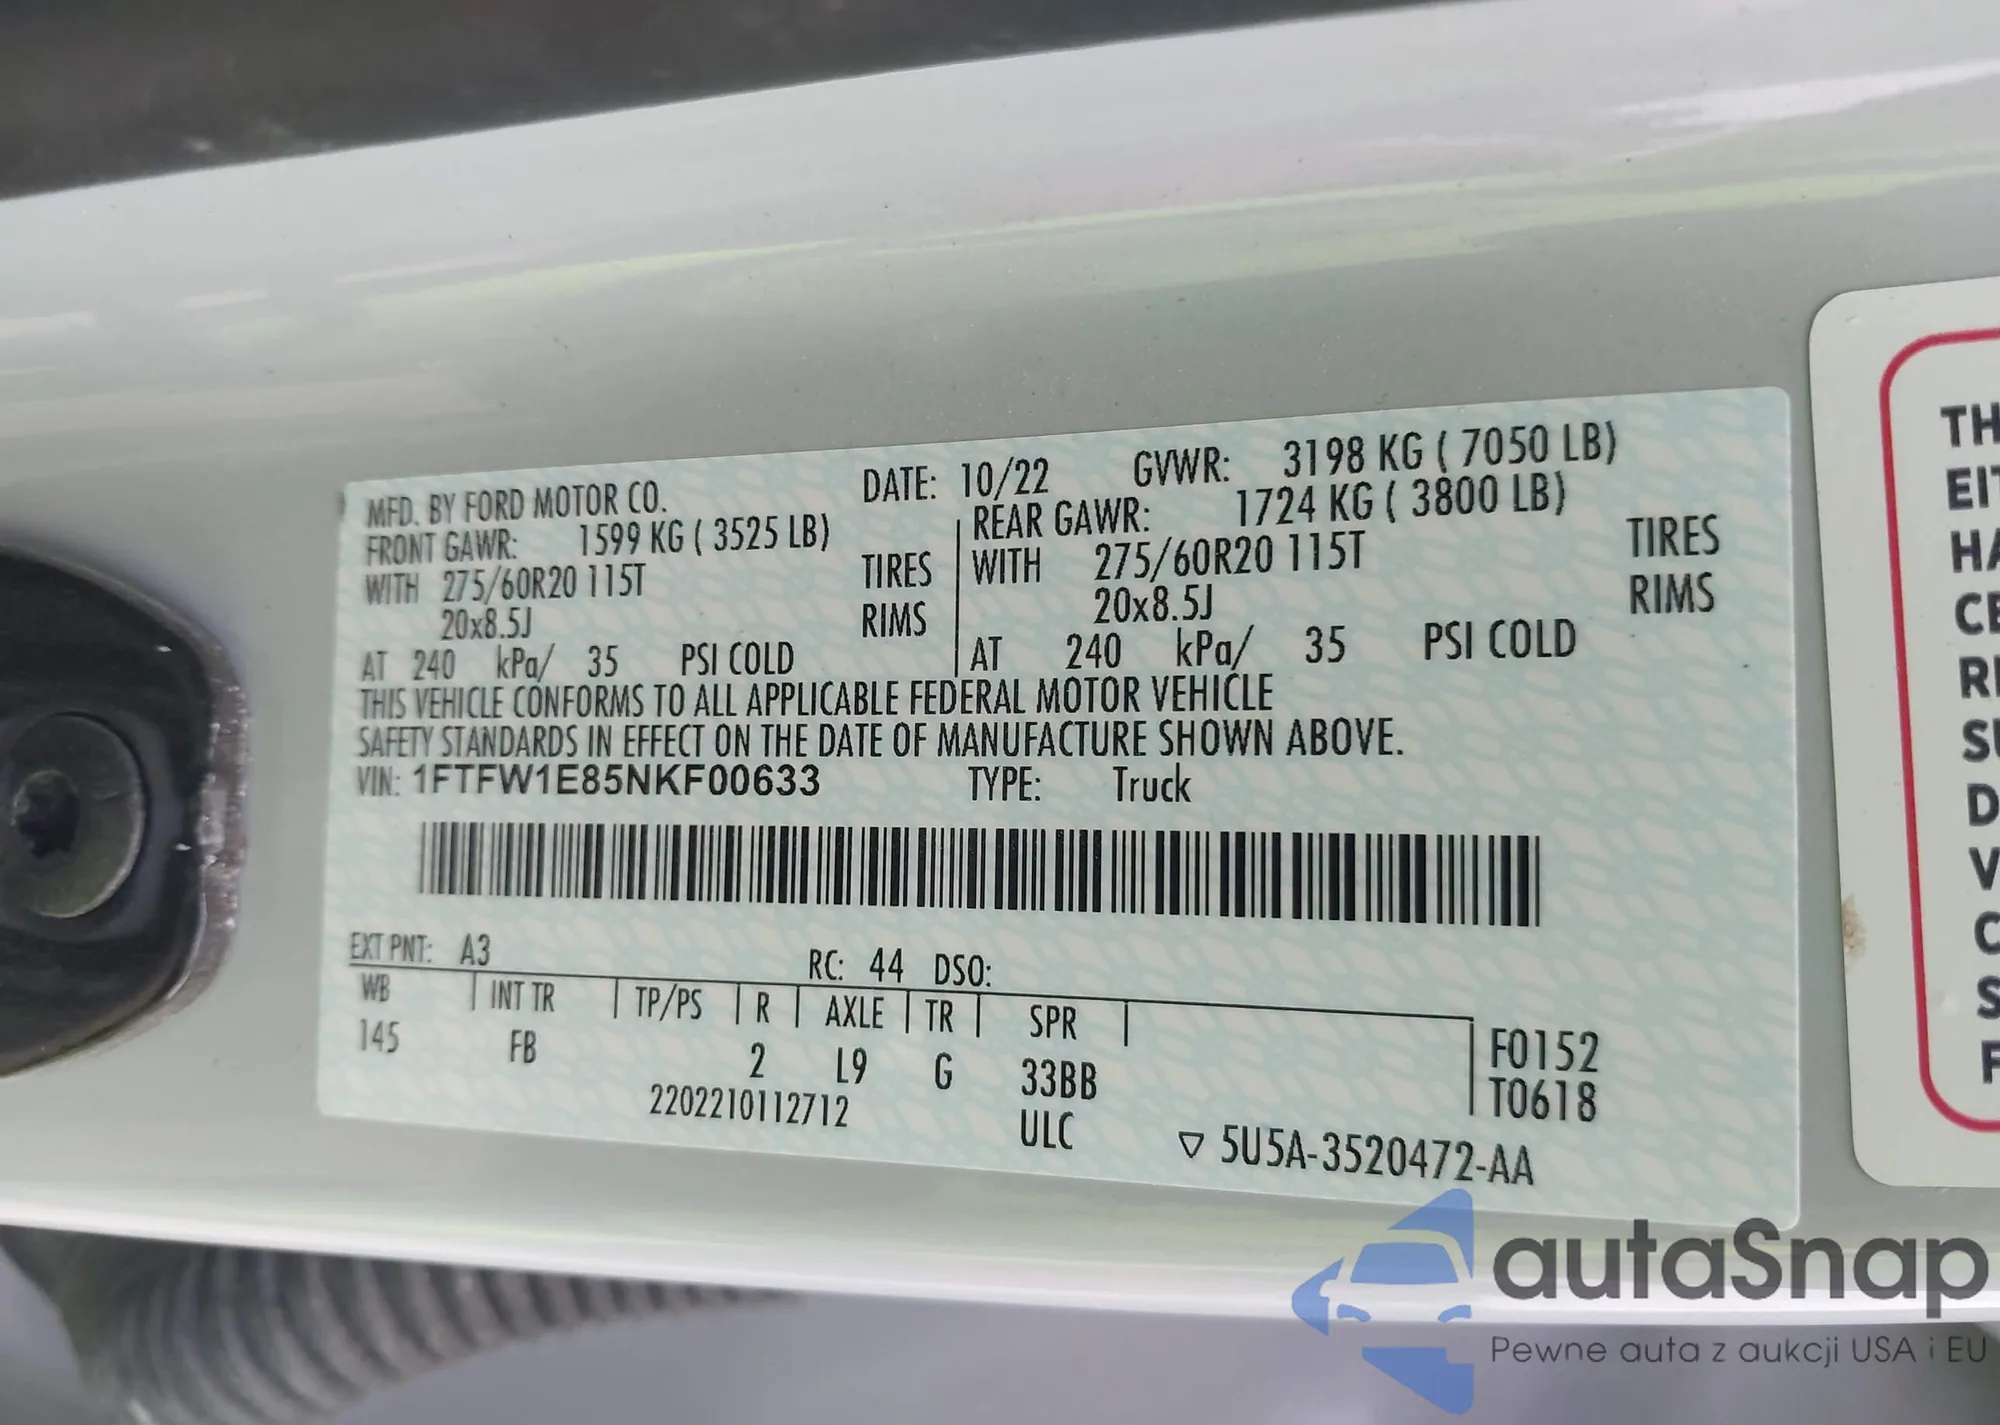 MFD. BY FORD MOTOR CO. DATE: 10/22 GVWR: 3198 KG ( 7050 LB)
FRONT GAWR: 1599 KG ( 3525 LB) REAR GAWR: 1724 KG ( 3800 LB)
WITH 275/60R20 115T TIRES WITH 275/60R20 115T TIRES
20x8.5J RIMS 20x8.5J RIMS
AT 240 kPa/ 35 PSI COLD AT 240 kPa/ 35 PSI COLD
THIS VEHICLE CONFORMS TO ALL APPLICABLE FEDERAL MOTOR VEHICLE
SAFETY STANDARDS IN EFFECT ON THE DATE OF MANUFACTURE SHOWN ABOVE.
VIN: 1FTFW1E85NKF00633 TYPE: Truck
EXT PNT: A3 RC: 44 DSO:
WB INT TR TP/PS R AXLE TR SPR
145 FB 2 L9 G 33BB F0152
T0618
2202210112712 ULC
▽ 5U5A-3520472-AA
autaSnap
Pewne auta z aukcji USA i EU